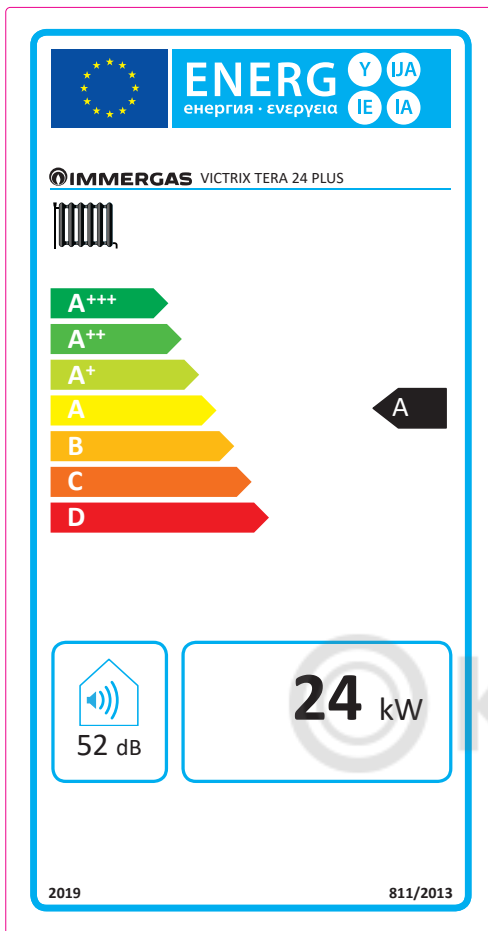 ENERG Y IJA
енергия · ενεργεια IE IA
IMMERGAS VICTRIX TERA 24 PLUS
A+++
A++
A+
A A
B
C
D
24 kW
52 dB
2019 811/2013